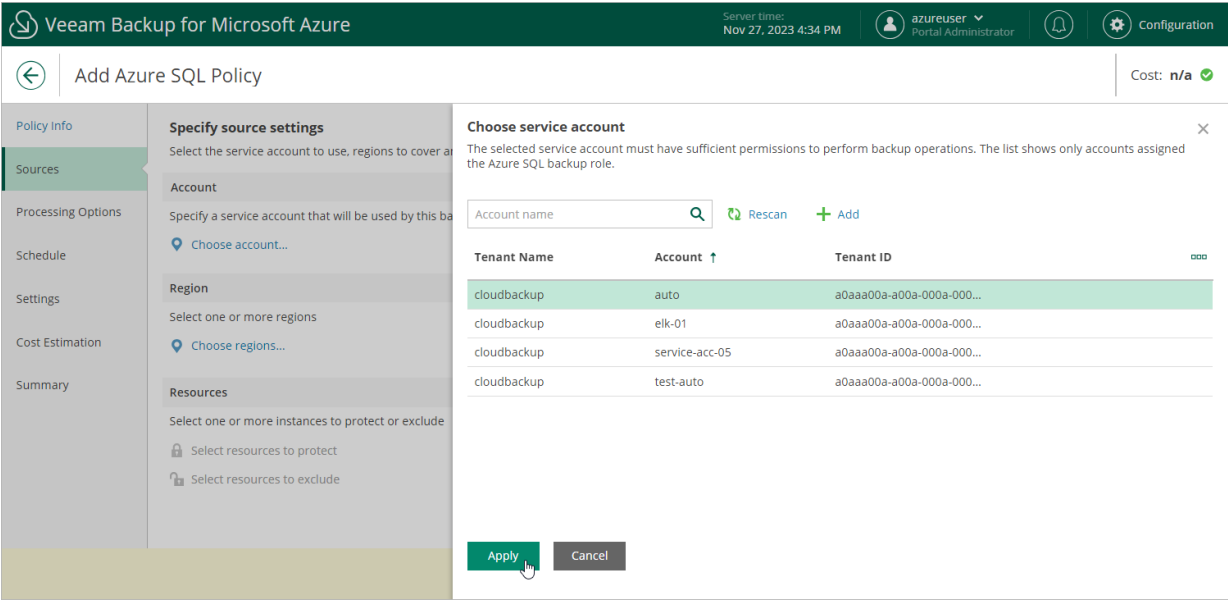 Veeam Backup for Microsoft Azure
Server time:
Nov 27, 2023 4:34 PM
azureuser
Portal Administrator
Configuration
Add Azure SQL Policy
Cost: n/a
Policy Info
Sources
Processing Options
Schedule
Settings
Cost Estimation
Summary
Specify source settings
Select the service account to use, regions to cover
Account
Specify a service account that will be used by this
Choose account...
Region
Select one or more regions
Choose regions...
Resources
Select one or more instances to protect or exclude
Select resources to protect
Select resources to exclude
Choose service account
The selected service account must have sufficient permissions to perform backup operations. The list shows only accounts assigned
the Azure SQL backup role.
Account name
Rescan
Add
Tenant Name Account Tenant ID
cloudbackup auto a0aaa00a-a00a-000a-000...
cloudbackup elk-01 a0aaa00a-a00a-000a-000...
cloudbackup service-acc-05 a0aaa00a-a00a-000a-000...
cloudbackup test-auto a0aaa00a-a00a-000a-000...
Apply
Cancel